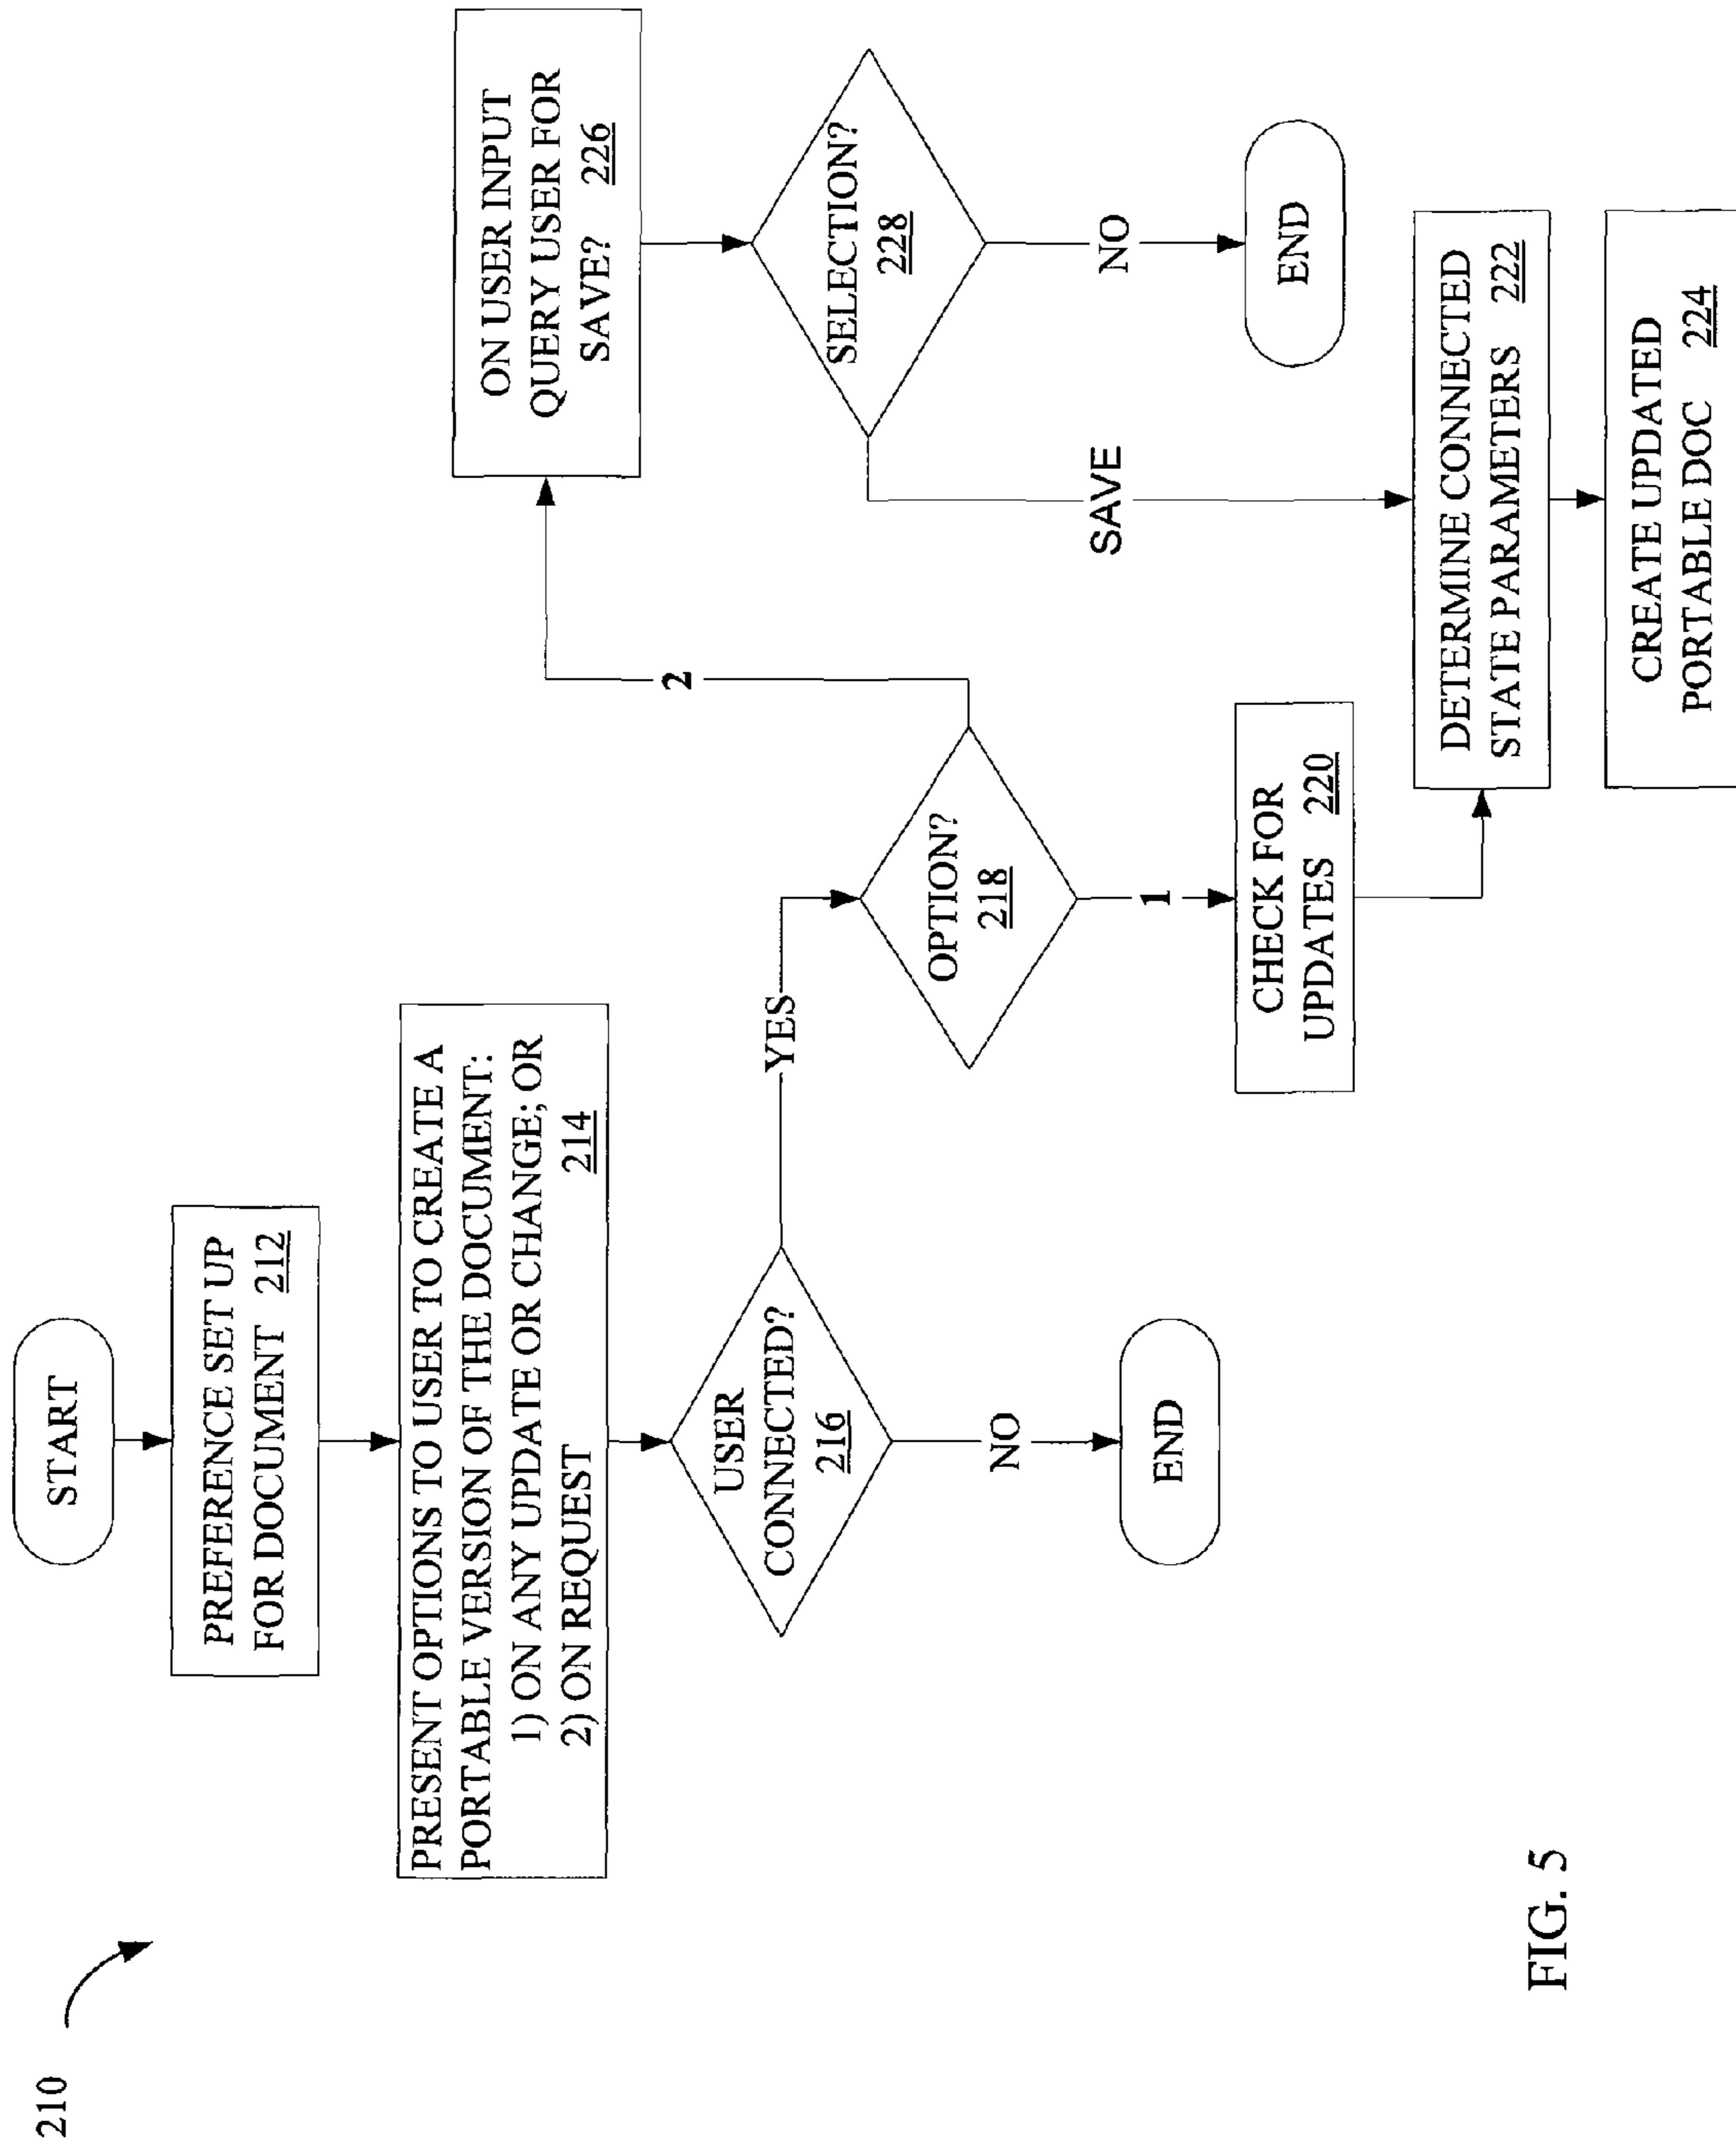 210
START
PREFERENCE SET UP
FOR DOCUMENT 212
PRESENT OPTIONS TO USER TO CREATE A
PORTABLE VERSION OF THE DOCUMENT:
1) ON ANY UPDATE OR CHANGE; OR
2) ON REQUEST 214
USER
CONNECTED?
216
NO
END
YES
OPTION?
218
1
CHECK FOR
UPDATES 220
2
ON USER INPUT
QUERY USER FOR
SAVE? 226
SELECTION?
228
NO
END
SAVE
DETERMINE CONNECTED
STATE PARAMETERS 222
CREATE UPDATED
PORTABLE DOC 224
FIG. 5